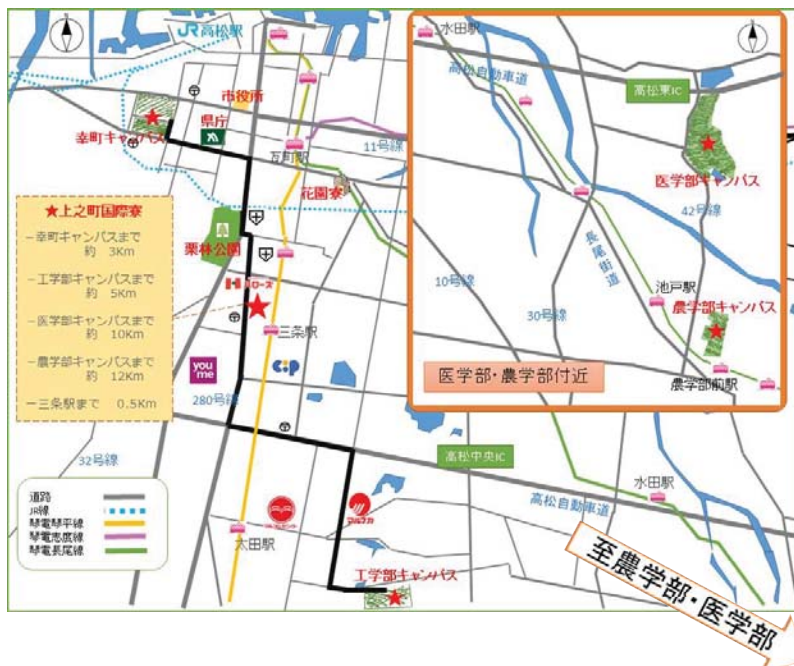 JR高松駅
市役所
県庁
幸町キャンパス
瓦町駅
11号線
花園寮
栗林公園
ハローズ
三条駅
you me
280号線
32号線
太田駅
マルナカ
工学部キャンパス
高松中央IC
高松自動車道
水田駅
★上之町国際寮
－幸町キャンパスまで
約 3Km
－工学部キャンパスまで
約 5Km
－医学部キャンパスまで
約 10Km
－農学部キャンパスまで
約 12Km
－三条駅まで 0.5Km
道路
JR線
琴電琴平線
琴電志度線
琴電長尾線
水田駅
高松自動車道
高松東IC
医学部キャンパス
42号線
長尾街道
10号線
30号線
池戸駅
農学部キャンパス
農学部前駅
医学部・農学部付近
至農学部・医学部